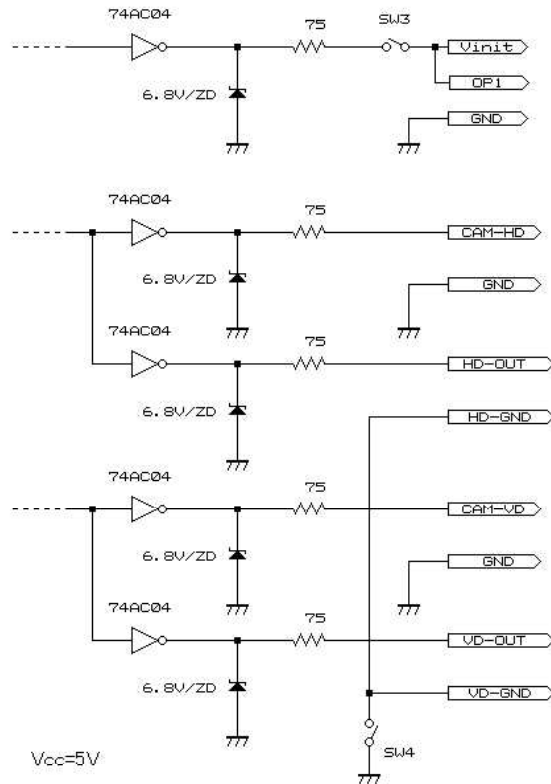 74AC04
75
SW3
Vinit
6.8V/ZD
OP1
GND
74AC04
75
CAM-HD
6.8V/ZD
GND
74AC04
75
HD-OUT
6.8V/ZD
HD-GND
74AC04
75
CAM-VD
6.8V/ZD
GND
74AC04
75
VD-OUT
6.8V/ZD
VD-GND
SW4
Vcc=5V